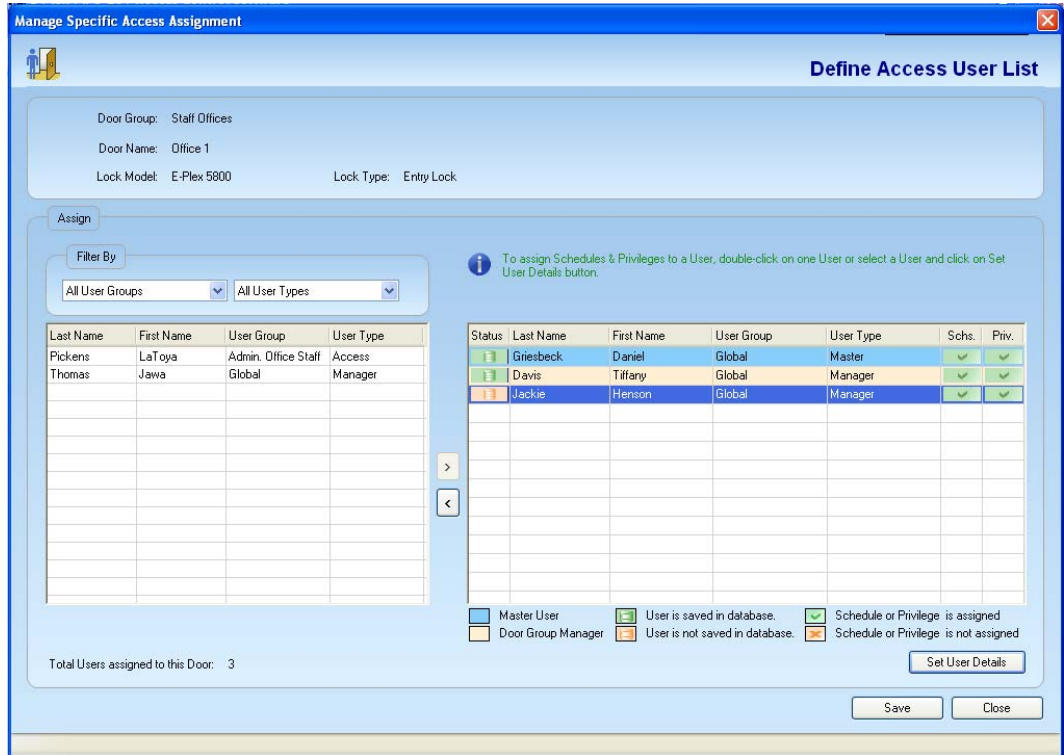 Manage Specific Access Assignment
Define Access User List
Door Group: Staff Offices
Door Name: Office 1
Lock Model: E-Plex 5800 Lock Type: Entry Lock
Assign
Filter By
All User Groups All User Types
To assign Schedules & Privileges to a User, double-click on one User or select a User and click on Set
User Details button.
Last Name First Name User Group User Type
Pickens LaToya Admin. Office Staff Access
Thomas Jawa Global Manager
>
<
Status Last Name First Name User Group User Type Schs. Priv.
Griesbeck Daniel Global Master
Davis Tiffany Global Manager
Jackie Henson Global Manager
Master User User is saved in database. Schedule or Privilege is assigned
Door Group Manager User is not saved in database. Schedule or Privilege is not assigned
Total Users assigned to this Door: 3
Set User Details
Save Close